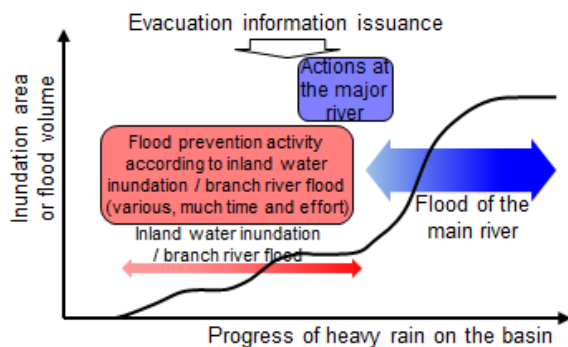 Evacuation information issuance
Actions at
the major
river
Flood prevention activity
according to inland water
inundation / branch river flood
(various, much time and effort)
Inland water inundation
/ branch river flood
Flood of the
main river
Inundation area
or flood volume
Progress of heavy rain on the basin